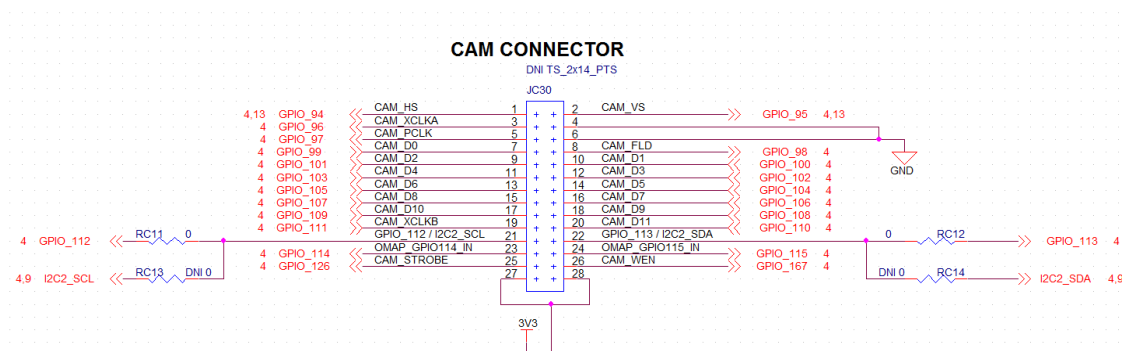 CAM CONNECTOR
DNI TS_2x14_PTS
JC30
4,13 GPIO_94 CAM_HS 1 2 CAM_VS GPIO_95 4,13
4 GPIO_96 CAM_XCLKA 3 4
4 GPIO_97 CAM_PCLK 5 6
4 GPIO_99 CAM_D0 7 8 CAM_FLD GPIO_98 4
4 GPIO_101 CAM_D2 9 10 CAM_D1 GPIO_100 4
GND
4 GPIO_103 CAM_D4 11 12 CAM_D3 GPIO_102 4
4 GPIO_105 CAM_D6 13 14 CAM_D5 GPIO_104 4
4 GPIO_107 CAM_D8 15 16 CAM_D7 GPIO_106 4
4 GPIO_109 CAM_D10 17 18 CAM_D9 GPIO_108 4
4 GPIO_111 CAM_XCLKB 19 20 CAM_D11 GPIO_110 4
4 GPIO_112 RC11 0 GPIO_112 / I2C2_SCL 21 22 GPIO_113 / I2C2_SDA 0 RC12 GPIO_113 4
4 GPIO_114 OMAP_GPIO114_IN 23 24 OMAP_GPIO115_IN GPIO_115 4
4 GPIO_126 CAM_STROBE 25 26 CAM_WEN GPIO_167 4
4,9 I2C2_SCL RC13 DNI 0 27 28 DNI 0 RC14 I2C2_SDA 4,9
3V3